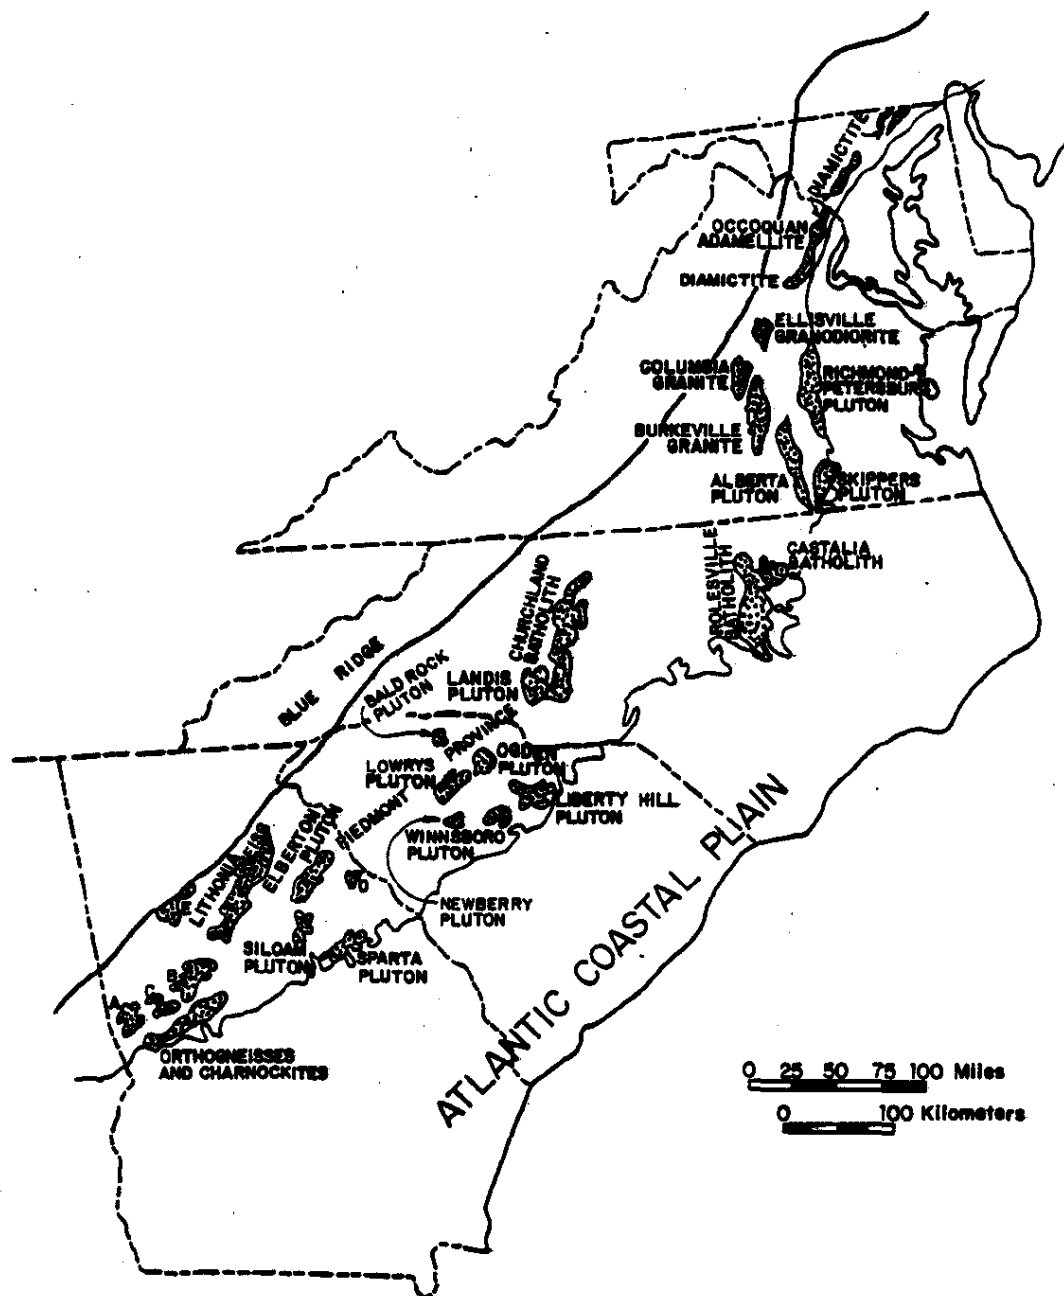 DIAMICTITE
OCCOQUAN
ADAMELLITE
DIAMICTITE
ELLISVILLE
GRANODIORITE
COLUMBIA
GRANITE
RICHMOND-
PETERSBURG
PLUTON
BURKEVILLE
GRANITE
ALBERTA
PLUTON
SKIPPERS
PLUTON
ROLESVILLE
BATHOLITH
CASTALIA
BATHOLITH
CHURCHLAND
BATHOLITH
BLUE RIDGE
BALD ROCK
PLUTON
LANDIS
PLUTON
PIEDMONT PROVINCE
LOWRYS
PLUTON
OGDEN
PLUTON
LIBERTY HILL
PLUTON
WINNSBORO
PLUTON
NEWBERRY
PLUTON
LITHONIA
GNEISS
ELBERTON
PLUTON
E
D
SILOAM
PLUTON
SPARTA
PLUTON
A
C
B
ORTHOGNEISSES
AND CHARNOCKITES
ATLANTIC COASTAL PLAIN
0 25 50 75 100 Miles
0 100 Kilometers